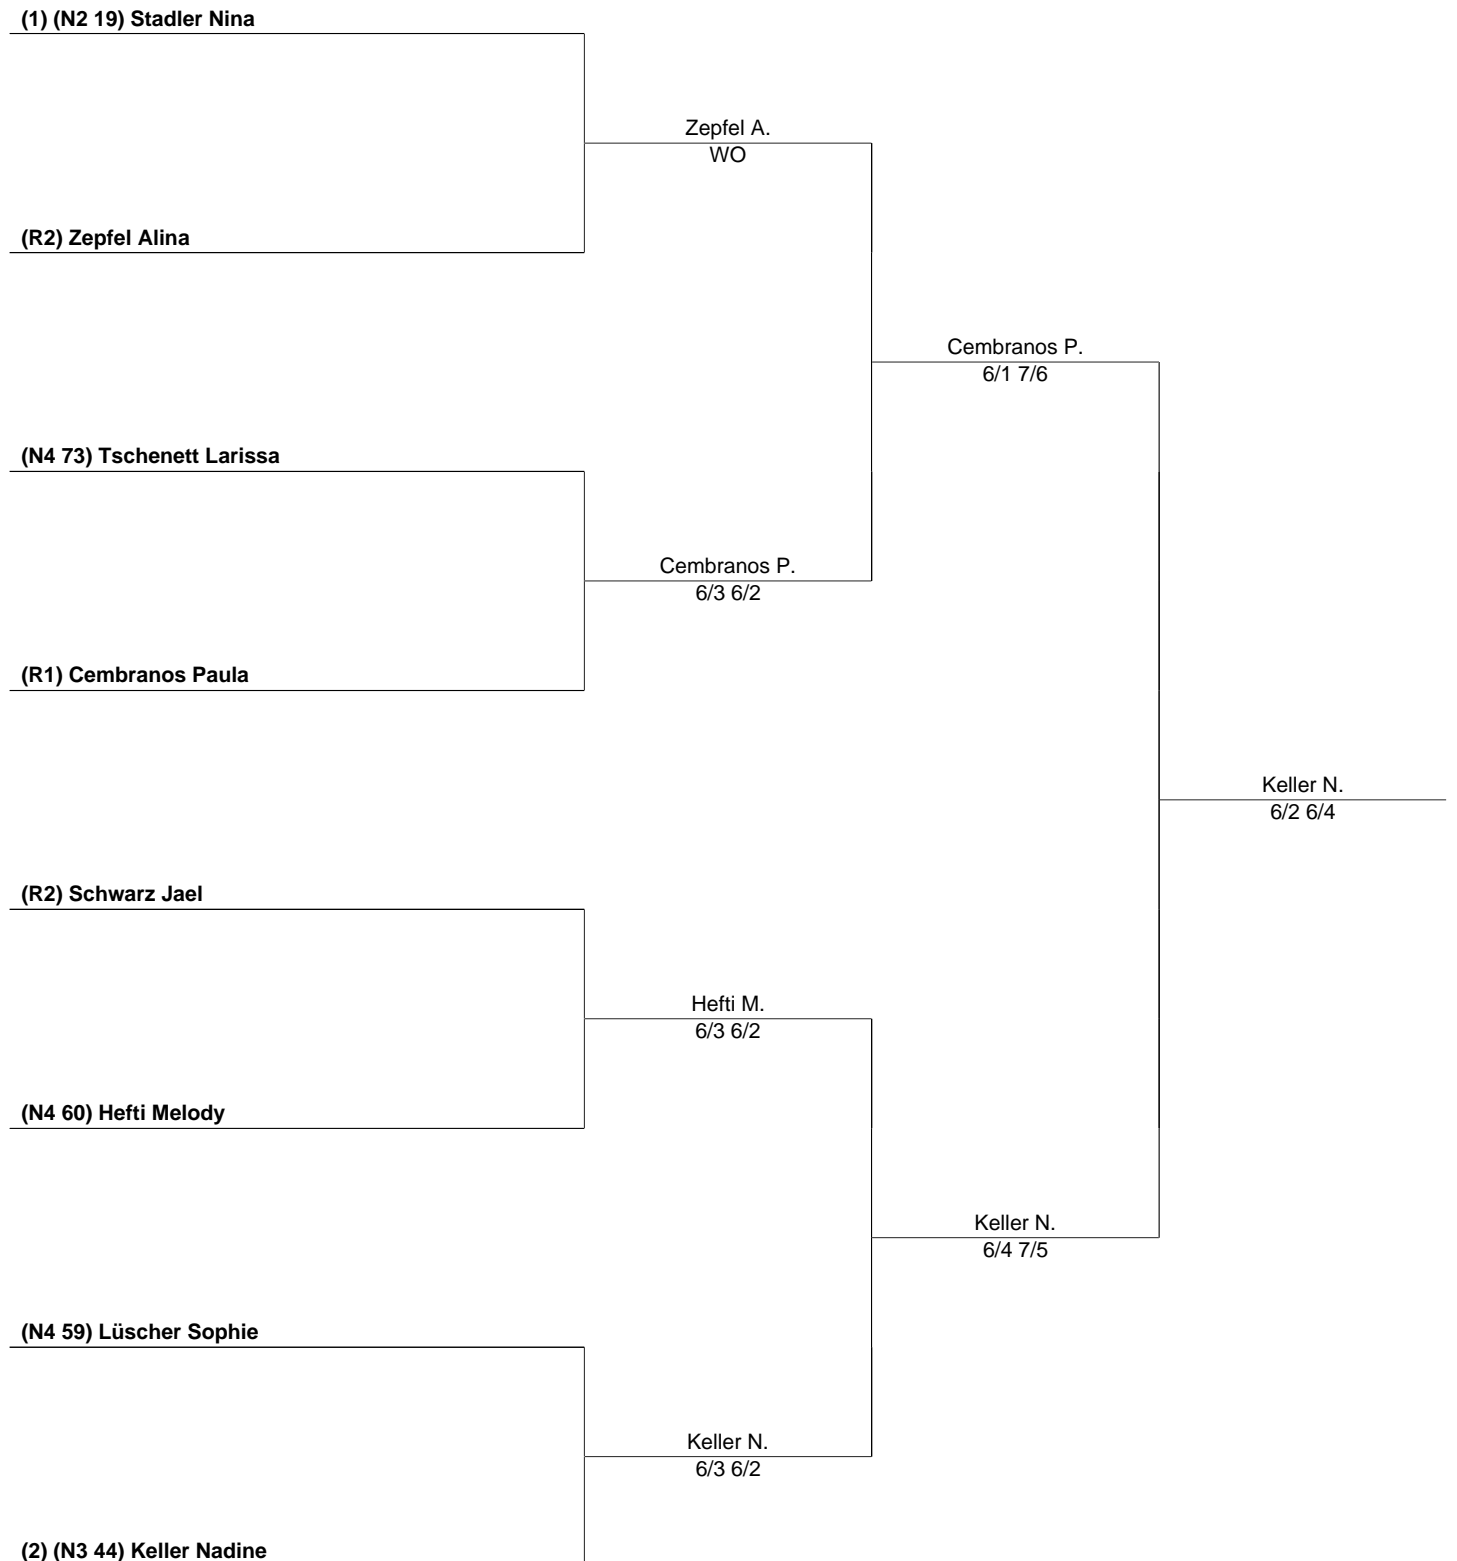 (1) (N2 19) Stadler Nina
Zepfel A.
WO
(R2) Zepfel Alina
Cembranos P.
6/1 7/6
(N4 73) Tschenett Larissa
Cembranos P.
6/3 6/2
(R1) Cembranos Paula
Keller N.
6/2 6/4
(R2) Schwarz Jael
Hefti M.
6/3 6/2
(N4 60) Hefti Melody
Keller N.
6/4 7/5
(N4 59) Lüscher Sophie
Keller N.
6/3 6/2
(2) (N3 44) Keller Nadine